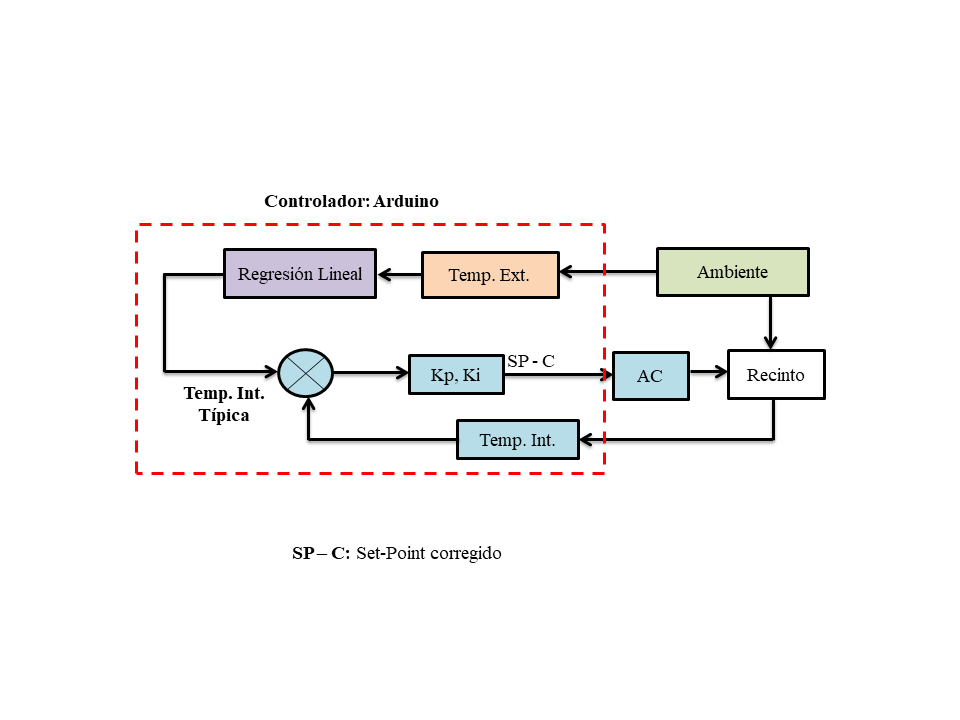 Controlador: Arduino
Regresión Lineal
Temp. Ext.
Ambiente
SP - C
Kp, Ki
AC
Recinto
Temp. Int.
Típica
Temp. Int.
SP – C: Set-Point corregido